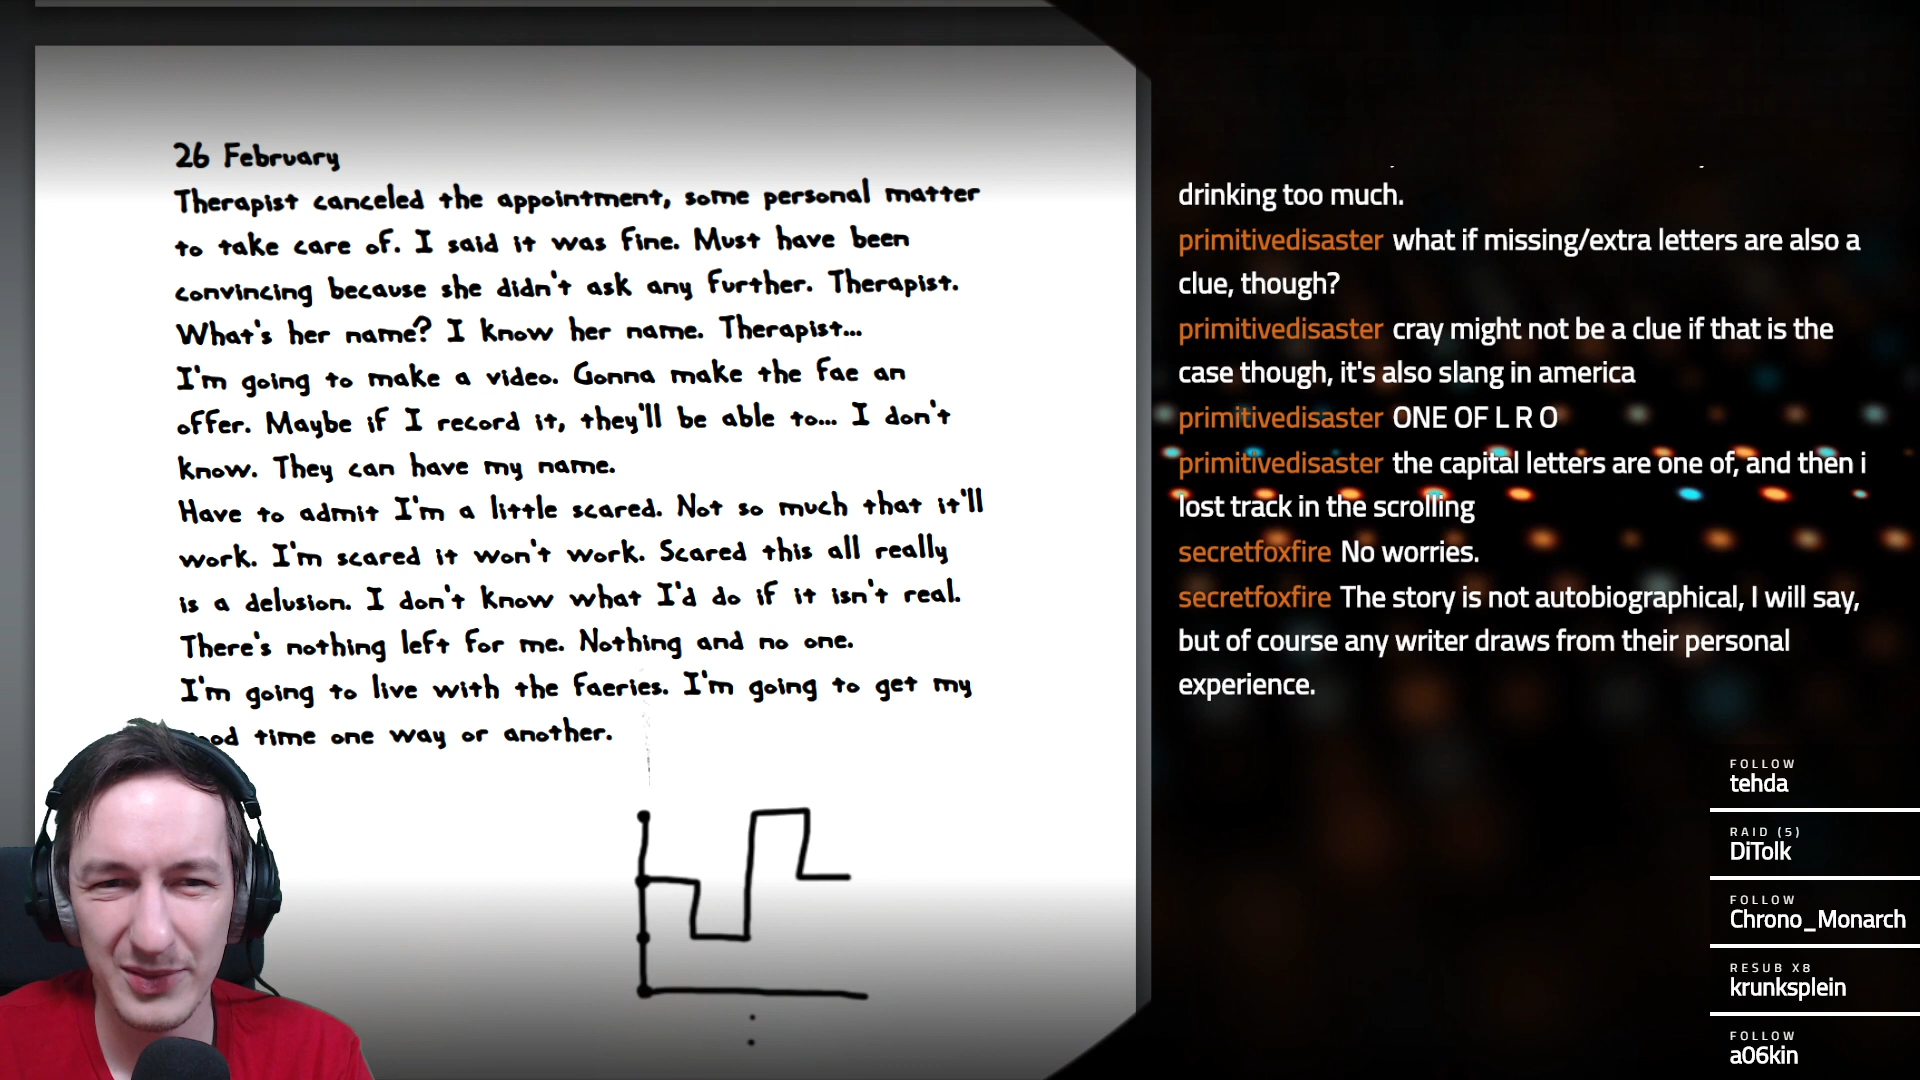 26 February
Therapist canceled the appointment, some personal matter
to take care of. I said it was fine. Must have been
convincing because she didn't ask any further. Therapist.
What's her name? I know her name. Therapist...
I'm going to make a video. Gonna make the fae an
offer. Maybe if I record it, they'll be able to... I don't
know. They can have my name.
Have to admit I'm a little scared. Not so much that it'll
work. I'm scared it won't work. Scared this all really
is a delusion. I don't know what I'd do if it isn't real.
There's nothing left for me. Nothing and no one.
I'm going to live with the faeries. I'm going to get my
time one way or another.
drinking too much.
primitivedisaster what if missing/extra letters are also a
clue, though?
primitivedisaster cray might not be a clue if that is the
case though, it's also slang in america
primitivedisaster ONE OF L R O
primitivedisaster the capital letters are one of, and then i
lost track in the scrolling
secretfoxfire No worries.
secretfoxfire The story is not autobiographical, I will say,
but of course any writer draws from their personal
experience.
FOLLOW
tehda
RAID (5)
DiTolk
FOLLOW
Chrono_Monarch
RESUB X8
krunksplein
FOLLOW
a06kin